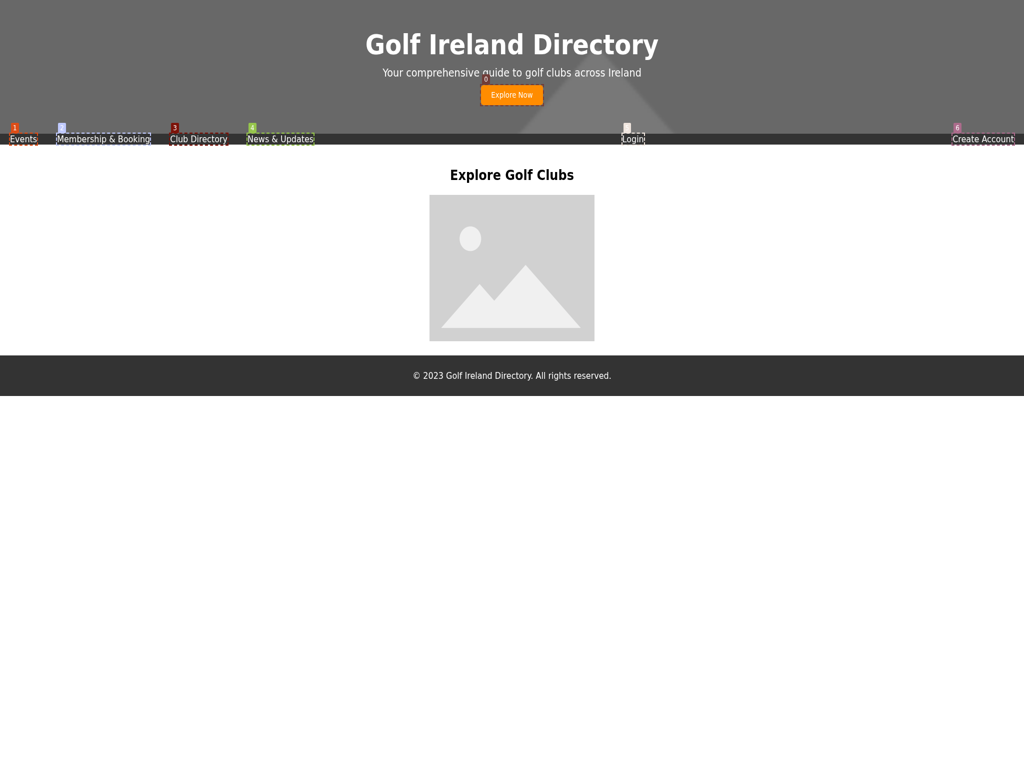 Golf Ireland Directory
Your comprehensive guide to golf clubs across Ireland
0
Explore Now
1
2
3
4
6
Events
Membership & Booking
Club Directory
News & Updates
Login
Create Account
Explore Golf Clubs
© 2023 Golf Ireland Directory. All rights reserved.